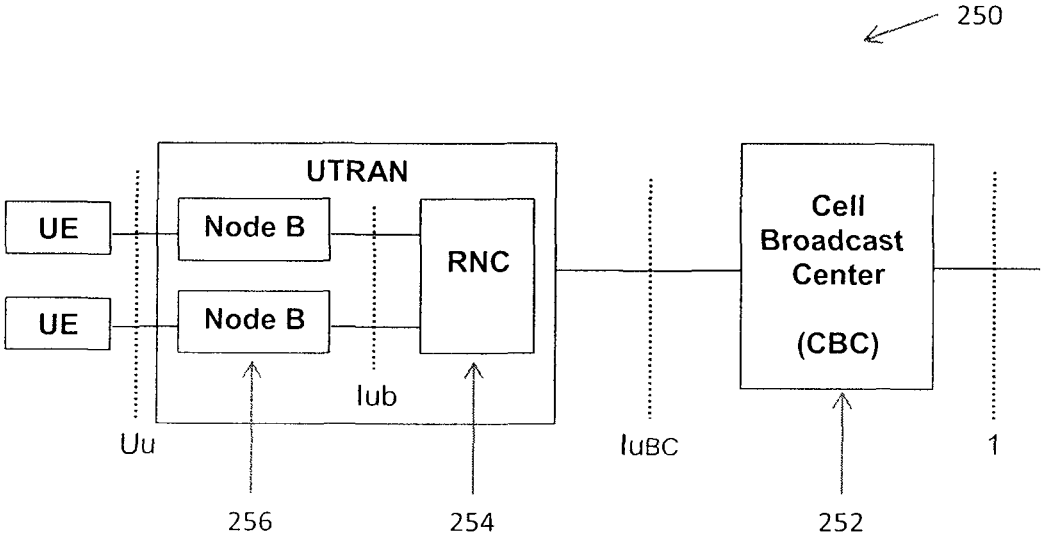 250
UTRAN
UE
Node B
RNC
UE
Node B
Cell
Broadcast
Center
(CBC)
Uu
Iub
IuBC
1
256
254
252